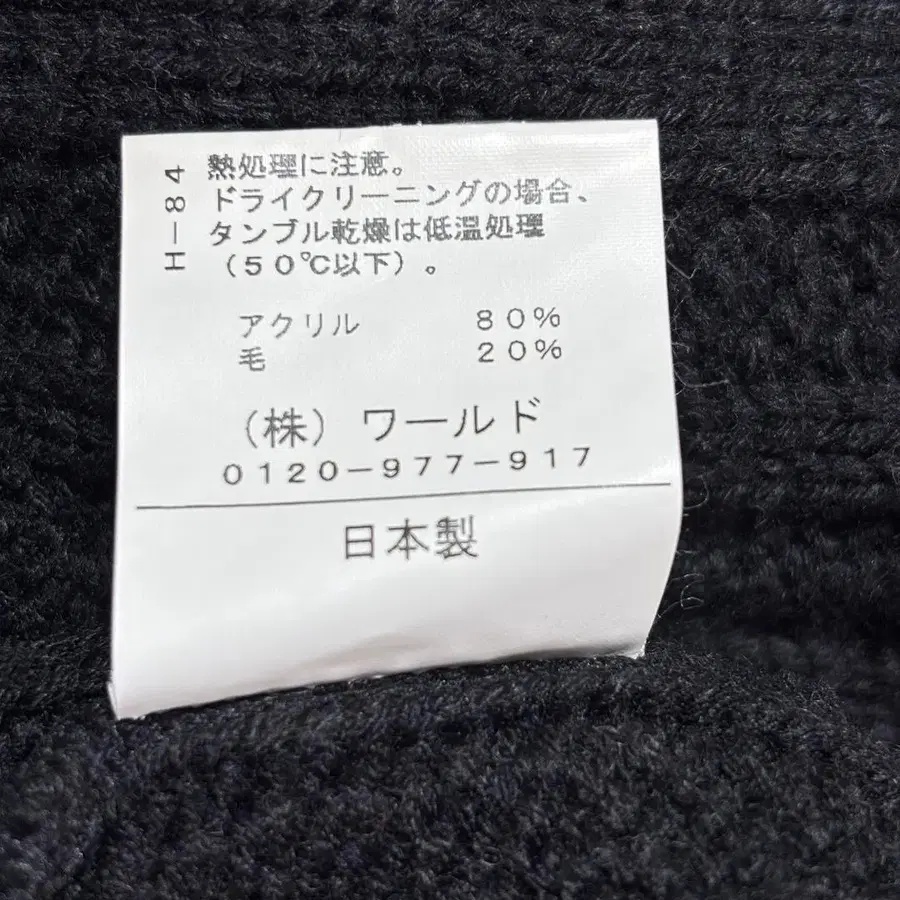 H-84
熱処理に注意。
ドライクリーニングの場合、
タンブル乾燥は低温処理
（50℃以下）。
アクリル 80%
毛 20%
（株）ワールド
0120-977-917
日本製